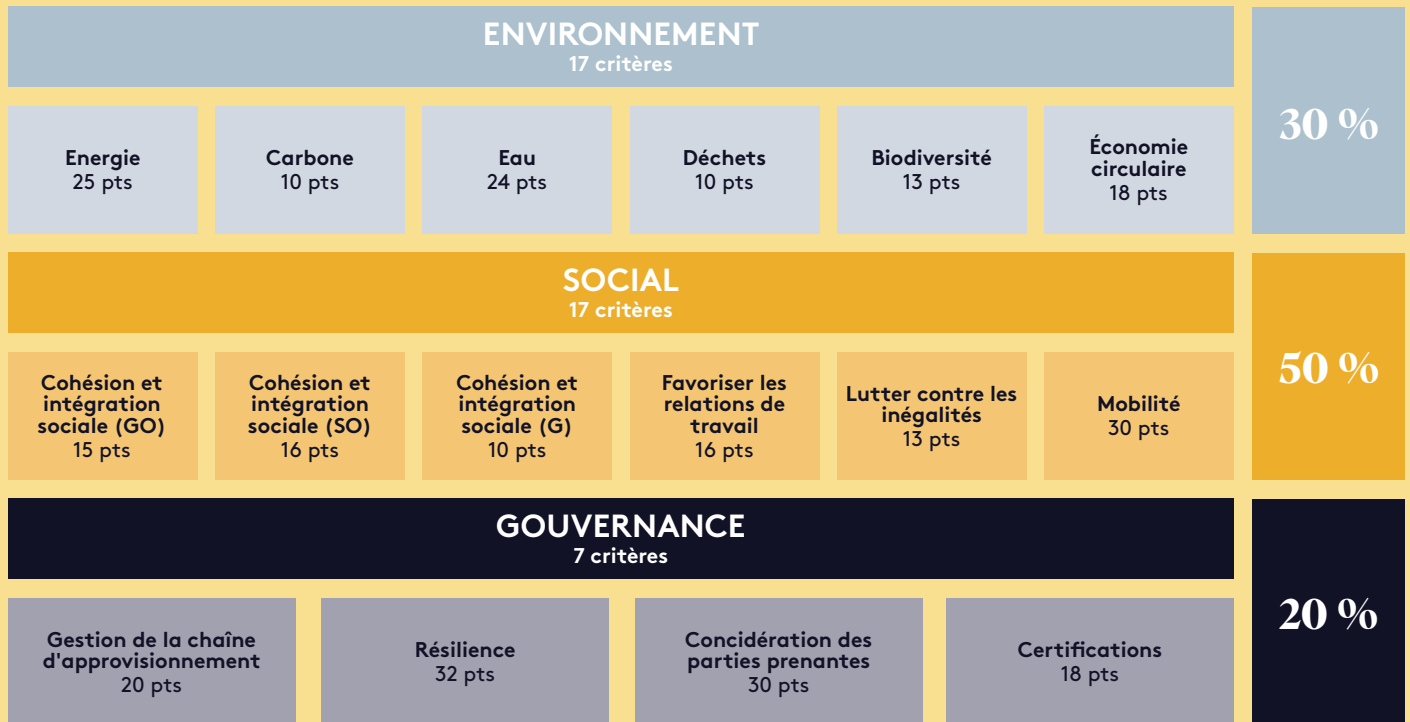 ENVIRONNEMENT
17 critères
30 %
Energie
25 pts
Carbone
10 pts
Eau
24 pts
Déchets
10 pts
Biodiversité
13 pts
Économie
circulaire
18 pts
SOCIAL
17 critères
50 %
Cohésion et
intégration
sociale (GO)
15 pts
Cohésion et
intégration
sociale (SO)
16 pts
Cohésion et
intégration
sociale (G)
10 pts
Favoriser les
relations de
travail
16 pts
Lutter contre les
inégalités
13 pts
Mobilité
30 pts
GOUVERNANCE
7 critères
20 %
Gestion de la chaîne
d'approvisionnement
20 pts
Résilience
32 pts
Concidération des
parties prenantes
30 pts
Certifications
18 pts